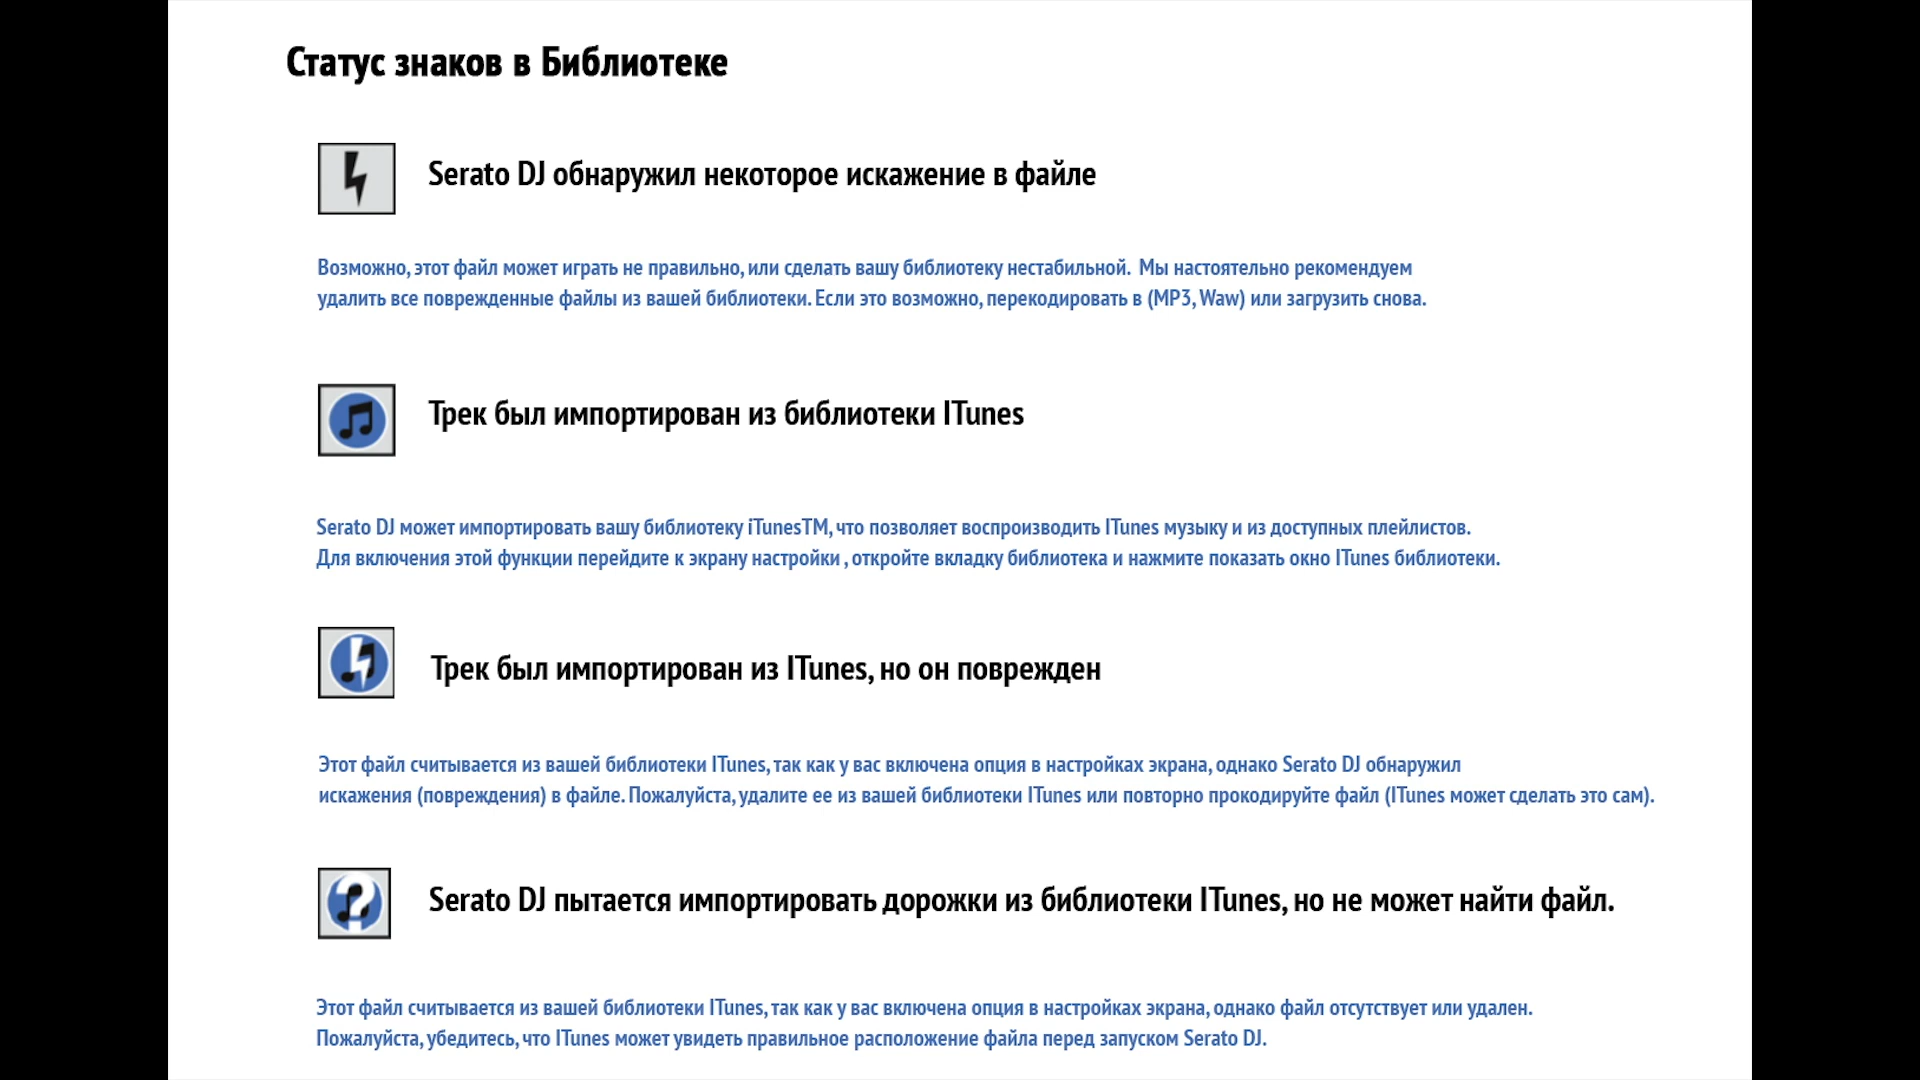 Статус знаков в Библиотеке
Serato DJ обнаружил некоторое искажение в файле
Возможно, этот файл может играть не правильно, или сделать вашу библиотеку нестабильной. Мы настоятельно рекомендуем
удалить все поврежденные файлы из вашей библиотеки. Если это возможно, перекодировать в (MP3, Waw) или загрузить снова.
Трек был импортирован из библиотеки ITunes
Serato DJ может импортировать вашу библиотеку iTunesTM, что позволяет воспроизводить ITunes музыку и из доступных плейлистов.
Для включения этой функции перейдите к экрану настройки , откройте вкладку библиотека и нажмите показать окно ITunes библиотеки.
Трек был импортирован из ITunes, но он поврежден
Этот файл считывается из вашей библиотеки ITunes, так как у вас включена опция в настройках экрана, однако Serato DJ обнаружил
искажения (повреждения) в файле. Пожалуйста, удалите ее из вашей библиотеки ITunes или повторно прокодируйте файл (ITunes может сделать это сам).
Serato DJ пытается импортировать дорожки из библиотеки ITunes, но не может найти файл.
Этот файл считывается из вашей библиотеки ITunes, так как у вас включена опция в настройках экрана, однако файл отсутствует или удален.
Пожалуйста, убедитесь, что ITunes может увидеть правильное расположение файла перед запуском Serato DJ.